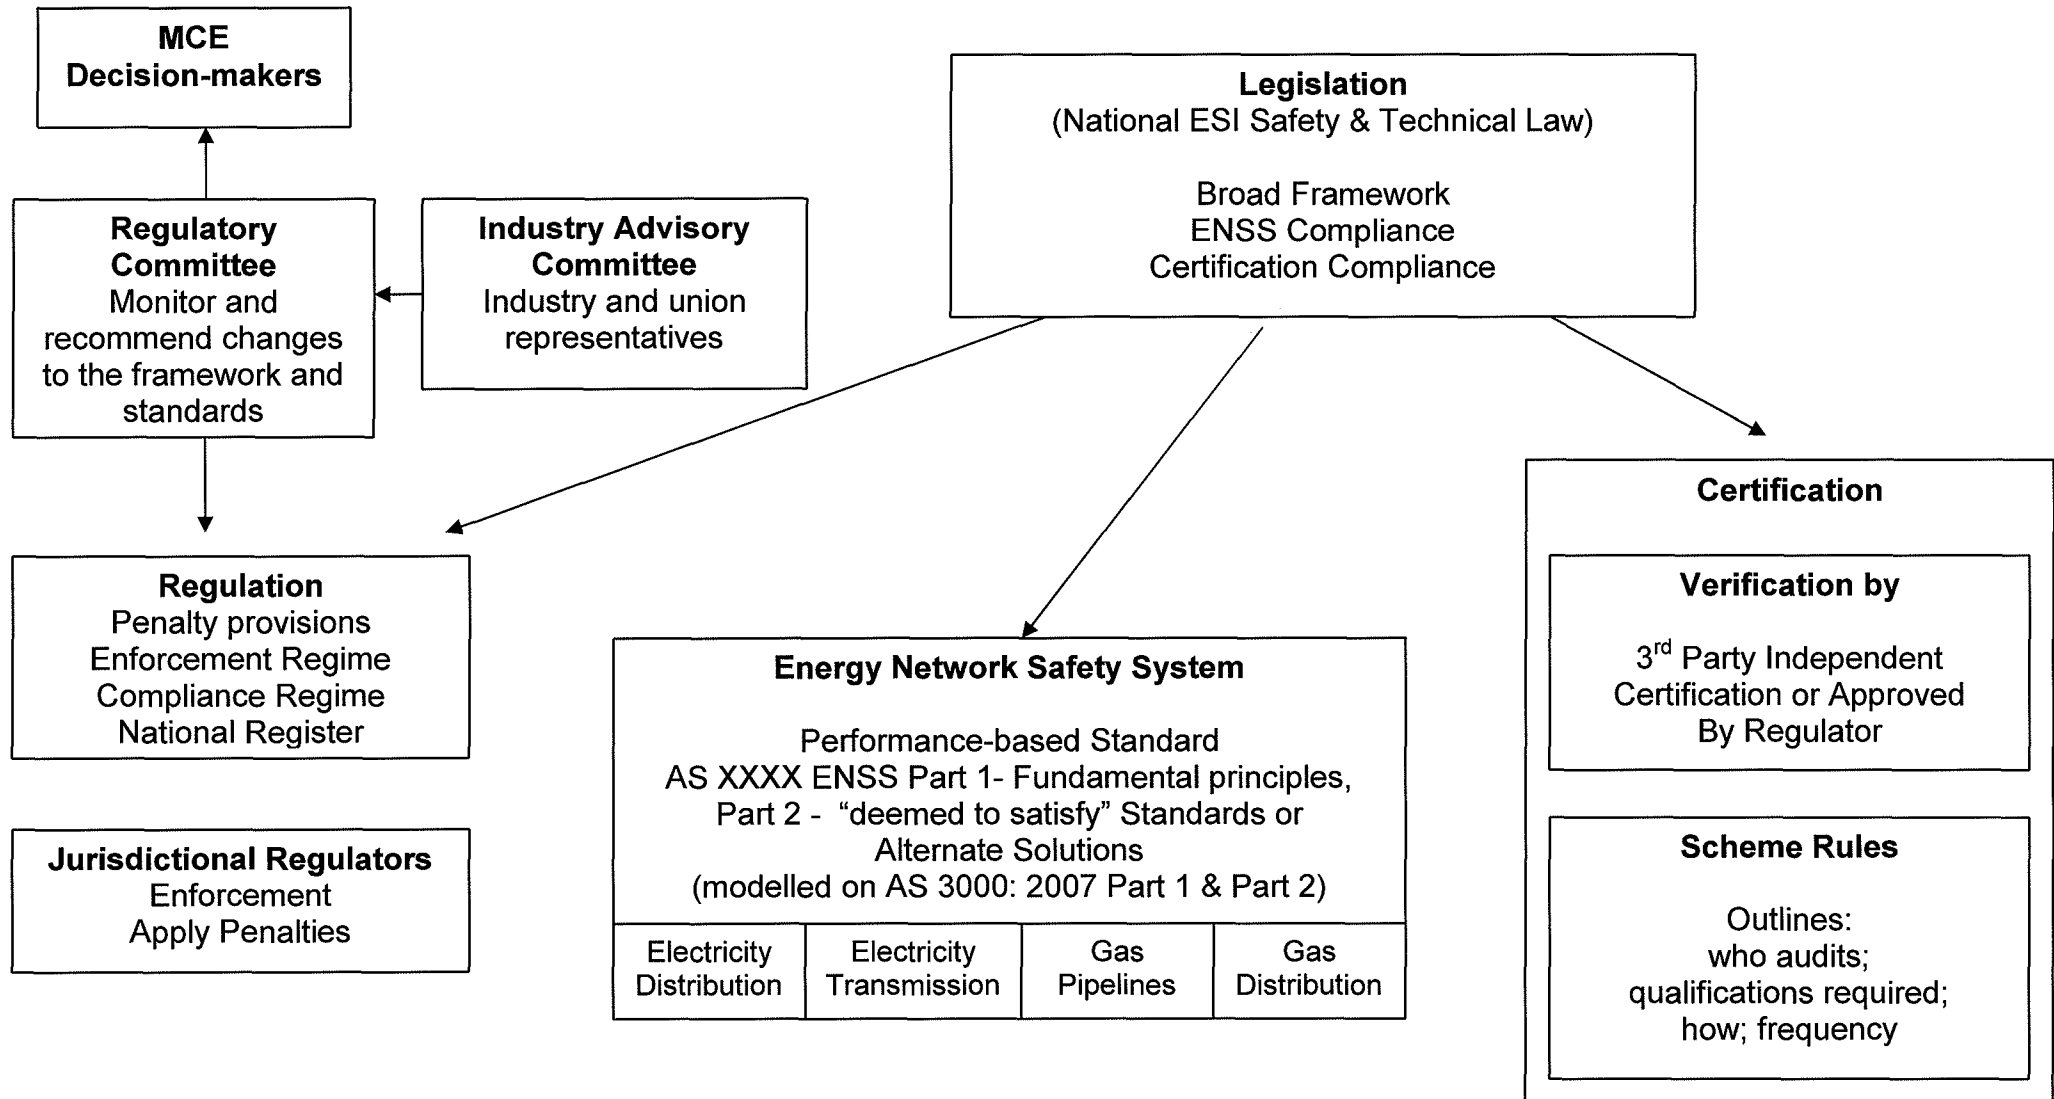 MCE
Decision-makers
Legislation
(National ESI Safety & Technical Law)
Broad Framework
ENSS Compliance
Certification Compliance
Regulatory
Committee
Monitor and
recommend changes
to the framework and
standards
Industry Advisory
Committee
Industry and union
representatives
Regulation
Penalty provisions
Enforcement Regime
Compliance Regime
National Register
Jurisdictional Regulators
Enforcement
Apply Penalties
Energy Network Safety System
Performance-based Standard
AS XXXX ENSS Part 1- Fundamental principles,
Part 2 - “deemed to satisfy” Standards or
Alternate Solutions
(modelled on AS 3000: 2007 Part 1 & Part 2)
Electricity
Distribution
Electricity
Transmission
Gas
Pipelines
Gas
Distribution
Certification
Verification by
3rd Party Independent
Certification or Approved
By Regulator
Scheme Rules
Outlines:
who audits;
qualifications required;
how; frequency